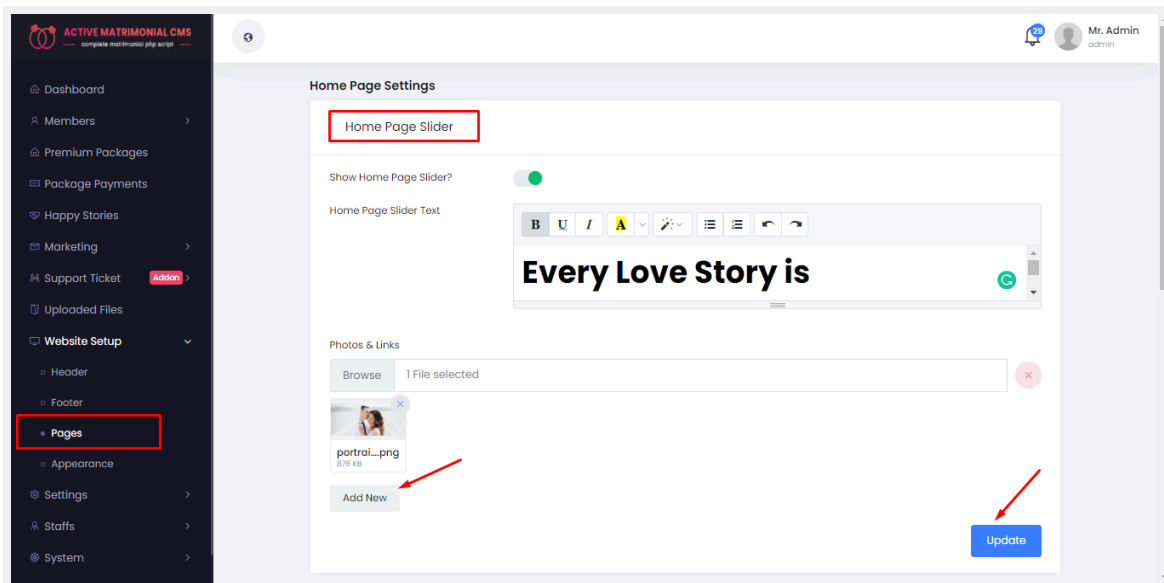 ACTIVE MATRIMONIAL CMS
complete matrimonial php script
29
Mr. Admin
admin
Dashboard
Members
Premium Packages
Package Payments
Happy Stories
Marketing
Support Ticket Addon
Uploaded Files
Website Setup
Header
Footer
Pages
Appearance
Settings
Staffs
System
Home Page Settings
Home Page Slider
Show Home Page Slider?
Home Page Slider Text
B U I A
Every Love Story is
Photos & Links
Browse 1 File selected
portrai....png
876 KB
Add New
Update